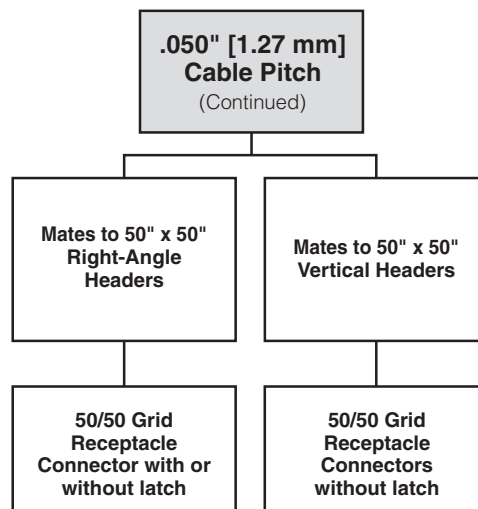 .050" [1.27 mm]
Cable Pitch
(Continued)
Mates to 50" x 50"
Right-Angle
Headers
Mates to 50" x 50"
Vertical Headers
50/50 Grid
Receptacle
Connector with or
without latch
50/50 Grid
Receptacle
Connectors
without latch